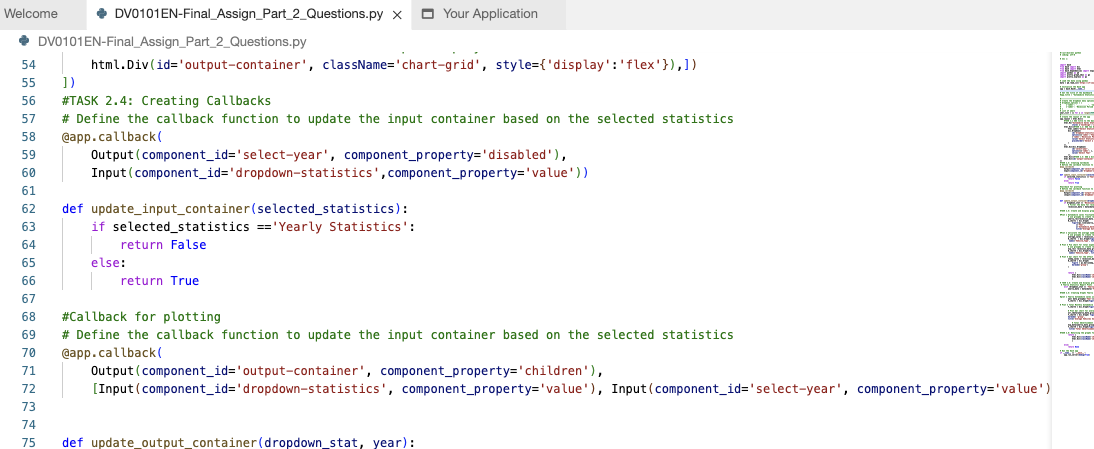 Welcome DV0101EN-Final_Assign_Part_2_Questions.py × Your Application
DV0101EN-Final_Assign_Part_2_Questions.py
54 html.Div(id='output-container', className='chart-grid', style={'display':'flex'}),])
55 ])
56 #TASK 2.4: Creating Callbacks
57 # Define the callback function to update the input container based on the selected statistics
58 @app.callback(
59 Output(component_id='select-year', component_property='disabled'),
60 Input(component_id='dropdown-statistics',component_property='value'))
61
62 def update_input_container(selected_statistics):
63 if selected_statistics =='Yearly Statistics':
64 return False
65 else:
66 return True
67
68 #Callback for plotting
69 # Define the callback function to update the input container based on the selected statistics
70 @app.callback(
71 Output(component_id='output-container', component_property='children'),
72 [Input(component_id='dropdown-statistics', component_property='value'), Input(component_id='select-year', component_property='value')
73
74
75 def update_output_container(dropdown_stat, year):